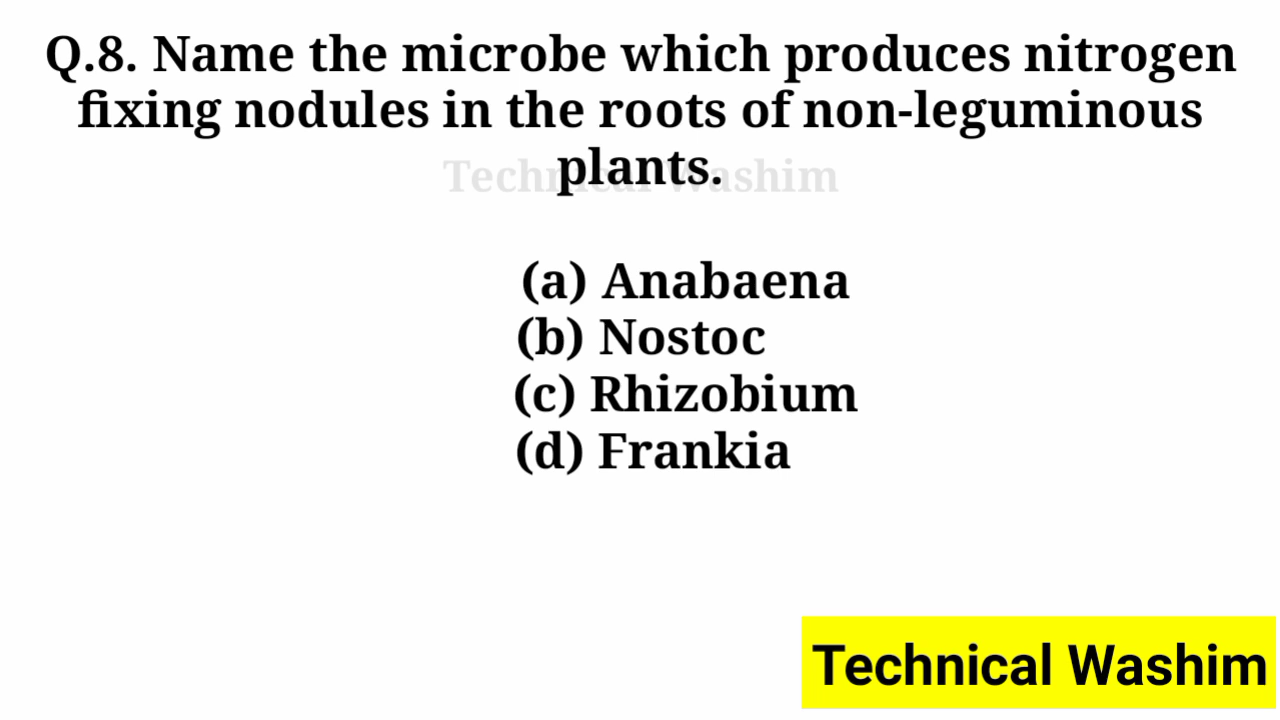 Q.8. Name the microbe which produces nitrogen
fixing nodules in the roots of non-leguminous
plants.
Technical Washim
(a) Anabaena
(b) Nostoc
(c) Rhizobium
(d) Frankia
Technical Washim